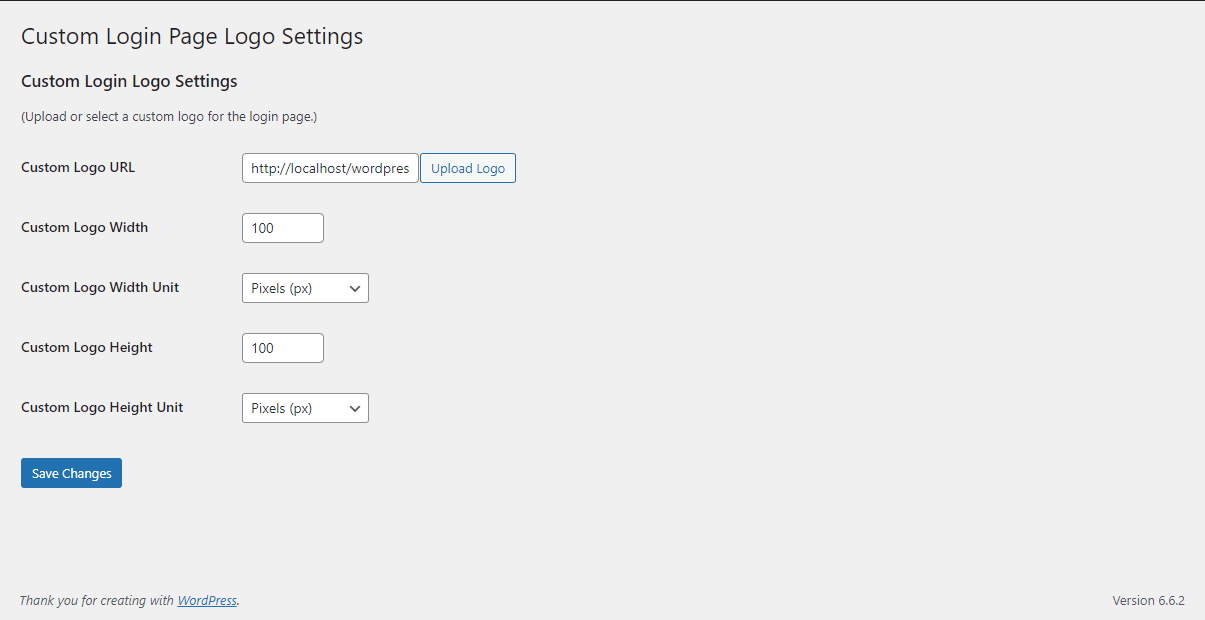 Custom Login Page Logo Settings
Custom Login Logo Settings
(Upload or select a custom logo for the login page.)
Custom Logo URL http://localhost/wordpres Upload Logo
Custom Logo Width 100
Custom Logo Width Unit Pixels (px)
Custom Logo Height 100
Custom Logo Height Unit Pixels (px)
Save Changes
Thank you for creating with WordPress. Version 6.6.2